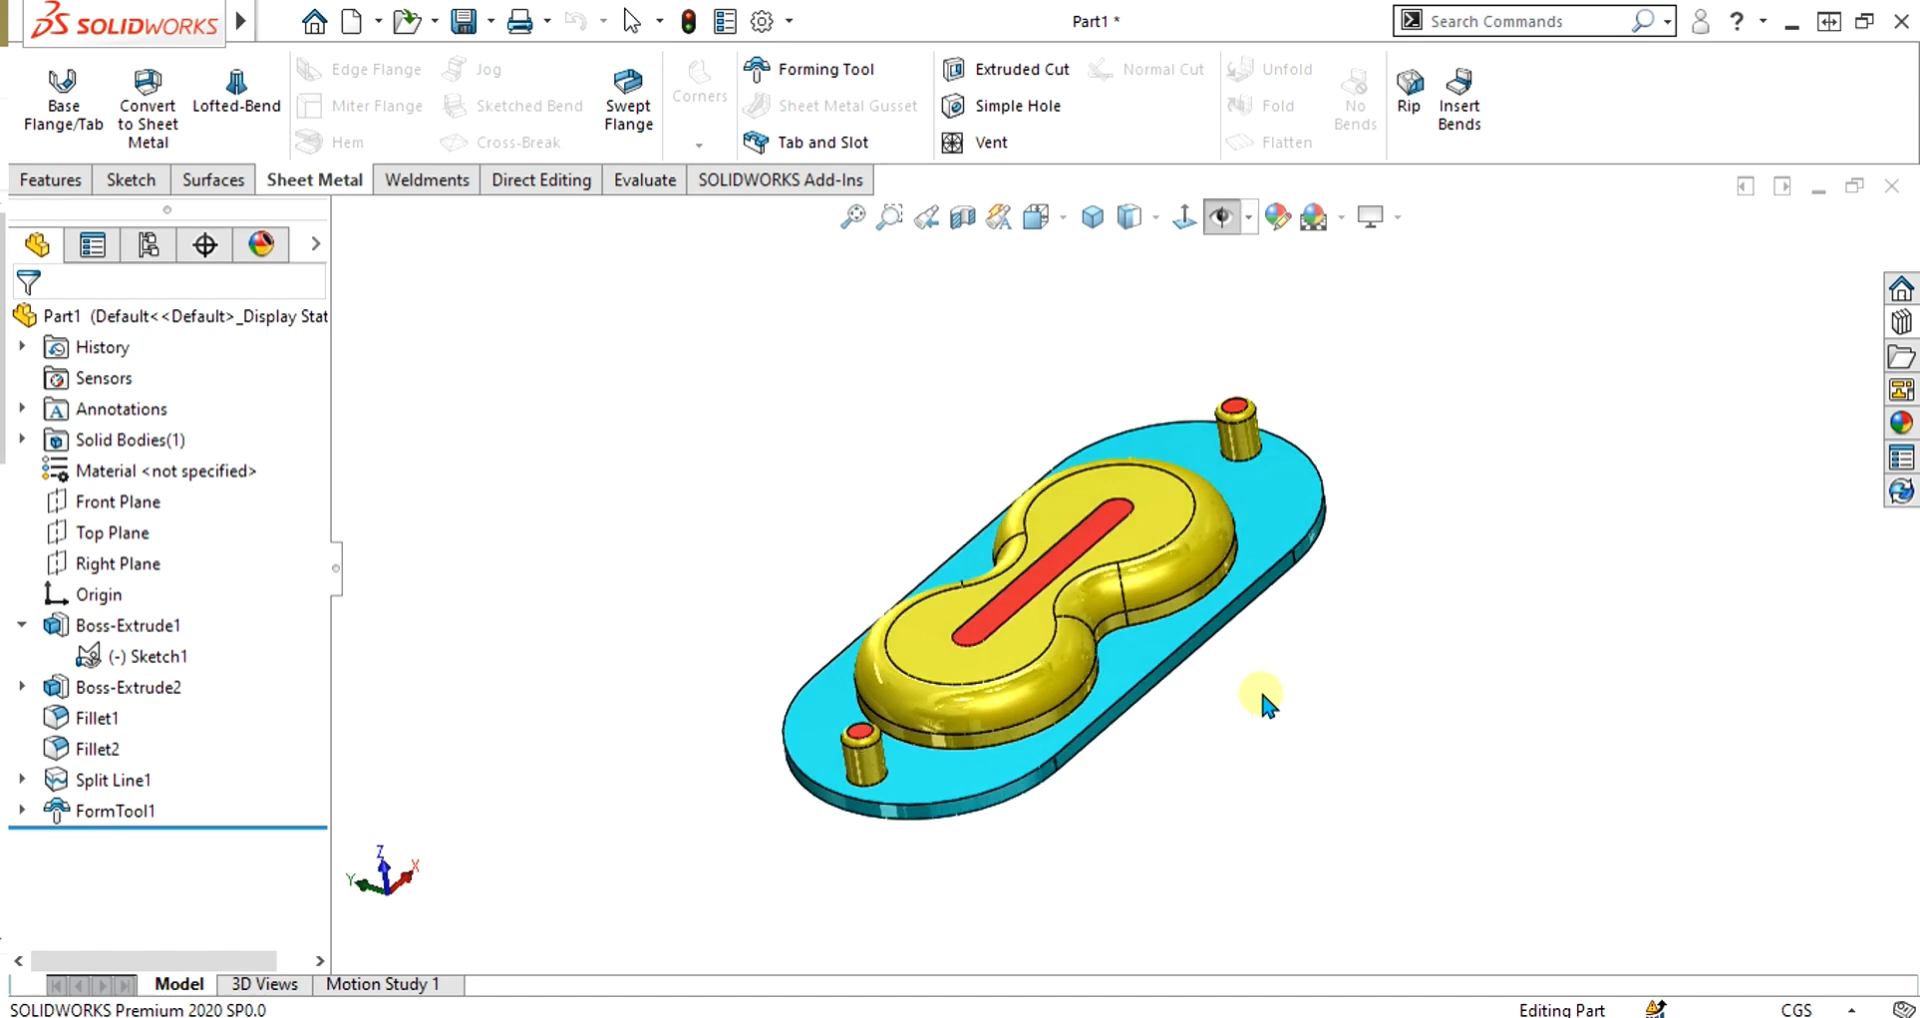 SOLIDWORKS
Part1 *
Search Commands
?
Base
Flange/Tab
Convert
to Sheet
Metal
Lofted-Bend
Edge Flange
Miter Flange
Hem
Jog
Sketched Bend
Cross-Break
Swept
Flange
Corners
Forming Tool
Sheet Metal Gusset
Tab and Slot
Extruded Cut
Simple Hole
Vent
Normal Cut
Unfold
Fold
Flatten
No
Bends
Rip
Insert
Bends
Features
Sketch
Surfaces
Sheet Metal
Weldments
Direct Editing
Evaluate
SOLIDWORKS Add-Ins
Part1 (Default<<Default>_Display Stat
History
Sensors
Annotations
Solid Bodies(1)
Material <not specified>
Front Plane
Top Plane
Right Plane
Origin
Boss-Extrude1
(-) Sketch1
Boss-Extrude2
Fillet1
Fillet2
Split Line1
FormTool1
Z
X
Y
Model
3D Views
Motion Study 1
SOLIDWORKS Premium 2020 SP0.0
Editing Part
CGS